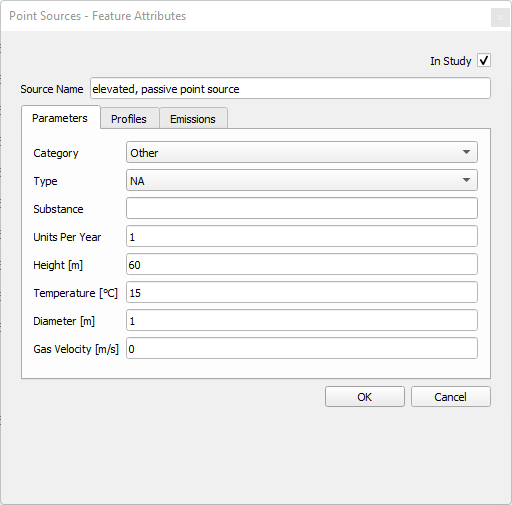 Point Sources - Feature Attributes
In Study
Source Name elevated, passive point source
Parameters Profiles Emissions
Category Other
Type NA
Substance
Units Per Year 1
Height [m] 60
Temperature [°C] 15
Diameter [m] 1
Gas Velocity [m/s] 0
OK Cancel